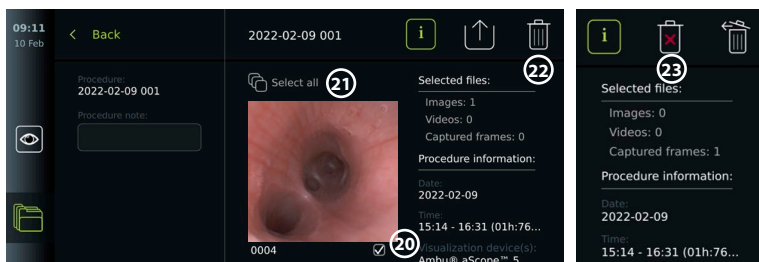 09:11
10 Feb
Back
2022-02-09 001
i
i
22
23
Procedure:
2022-02-09 001
Procedure note:
Select all
21
Selected files:
Images: 1
Videos: 0
Captured frames: 0
Procedure information:
Date:
2022-02-09
Time:
15:14 - 16:31 (01h:76...
Visualization device(s):
Ambu® aScope™ 5
0004
20
Selected files:
Images: 0
Videos: 0
Captured frames: 1
Procedure information:
Date:
2022-02-09
Time:
15:14 - 16:31 (01h:76...